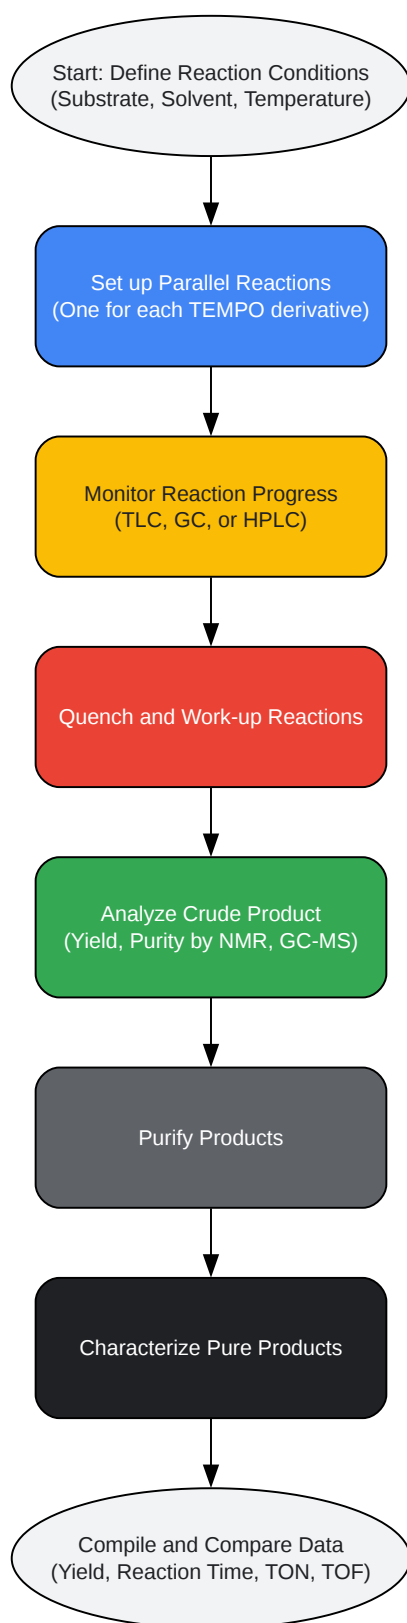 Start: Define Reaction Conditions
(Substrate, Solvent, Temperature)
Set up Parallel Reactions
(One for each TEMPO derivative)
Monitor Reaction Progress
(TLC, GC, or HPLC)
Quench and Work-up Reactions
Analyze Crude Product
(Yield, Purity by NMR, GC-MS)
Purify Products
Characterize Pure Products
Compile and Compare Data
(Yield, Reaction Time, TON, TOF)